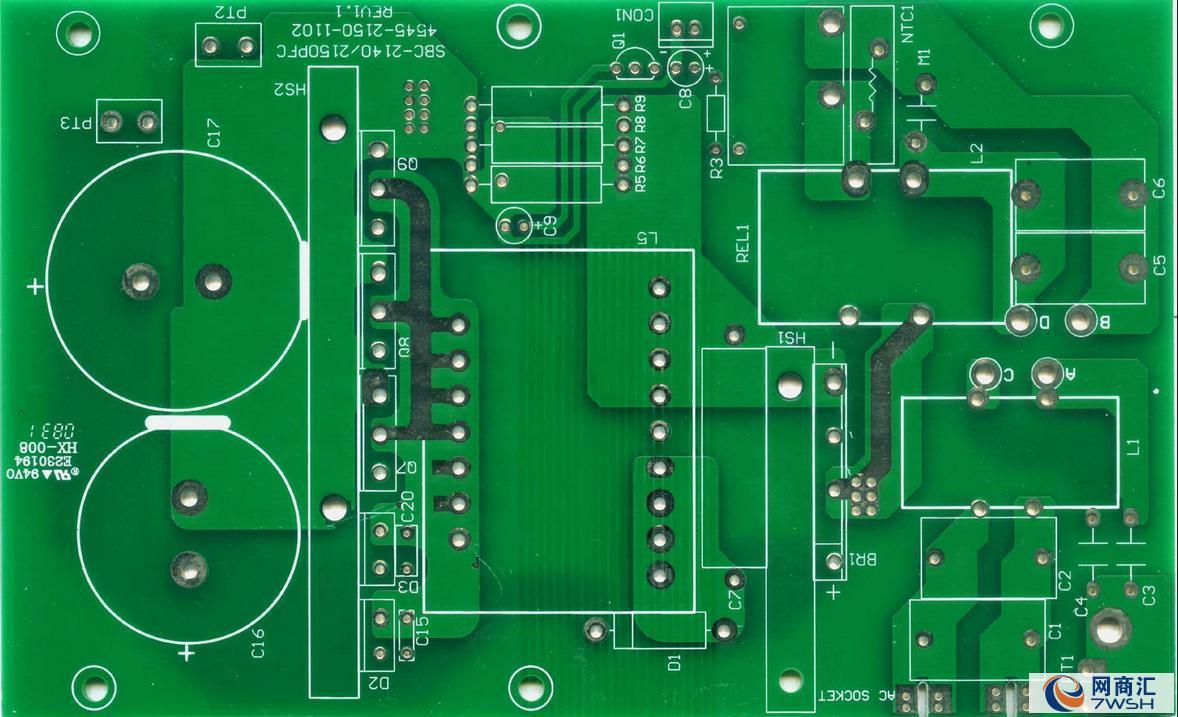 PT2
REV1.1
4545-2150-1102
SBC-2140/2150PFC
CON1
Q1
C8
NTC1
M1
HS2
PT3
C17
Q9
R9
R8
R7
R6
R5
R3
C9
L2
C6
C5
REL1
L5
D
B
HS1
C
A
Q8
L1
0831
HX-008
E230194
94V0
Q7
C20
BR1
C2
C4
C3
D3
C7
C16
C15
C1
D1
D2
T1
AC SOCKET
网商汇
7WSH